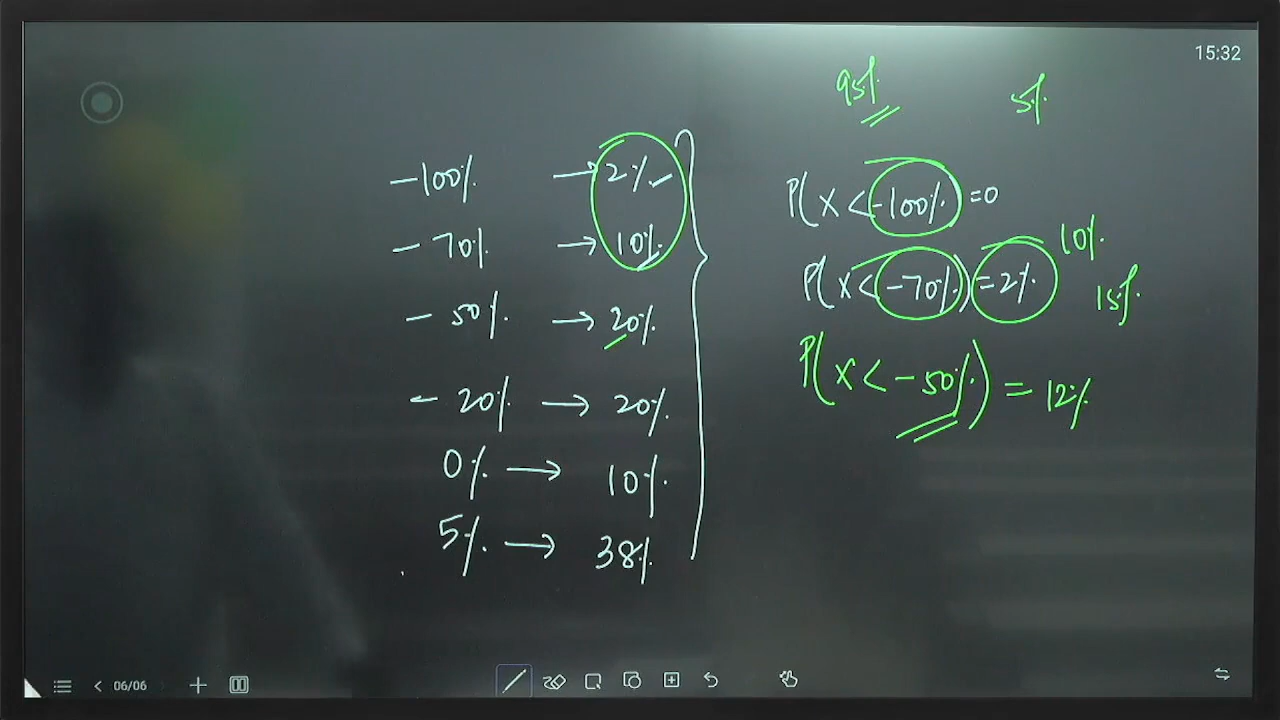 15:32
95% 5%
-100% → 2% ✓
-70% → 10%
-50% → 20%
-20% → 20%
0% → 10%
5% → 38%
P(X < -100%) = 0
10%
P(X < -70%) = 2%
15%
P(X < -50%) = 12%
06/06